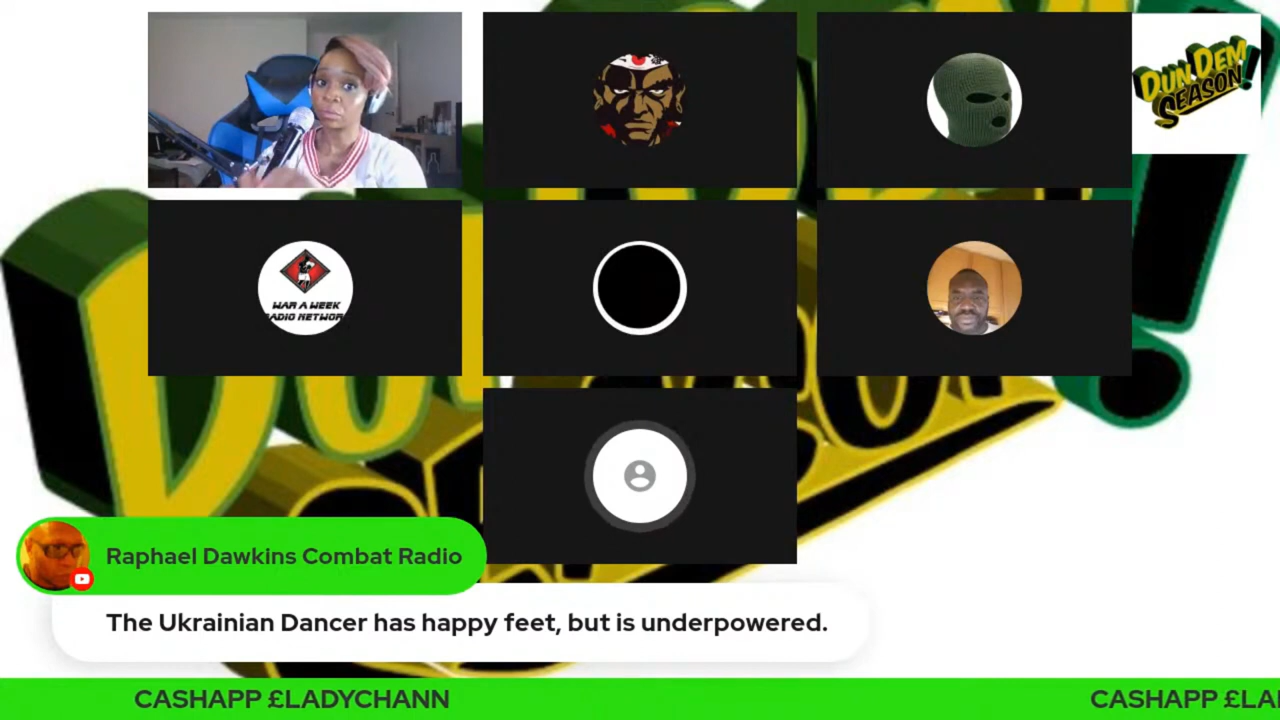 DUN DEM
SEASON!
WAR A WEEK
RADIO NETWOR
Raphael Dawkins Combat Radio
The Ukrainian Dancer has happy feet, but is underpowered.
CASHAPP £LADYCHANN
CASHAPP £LA